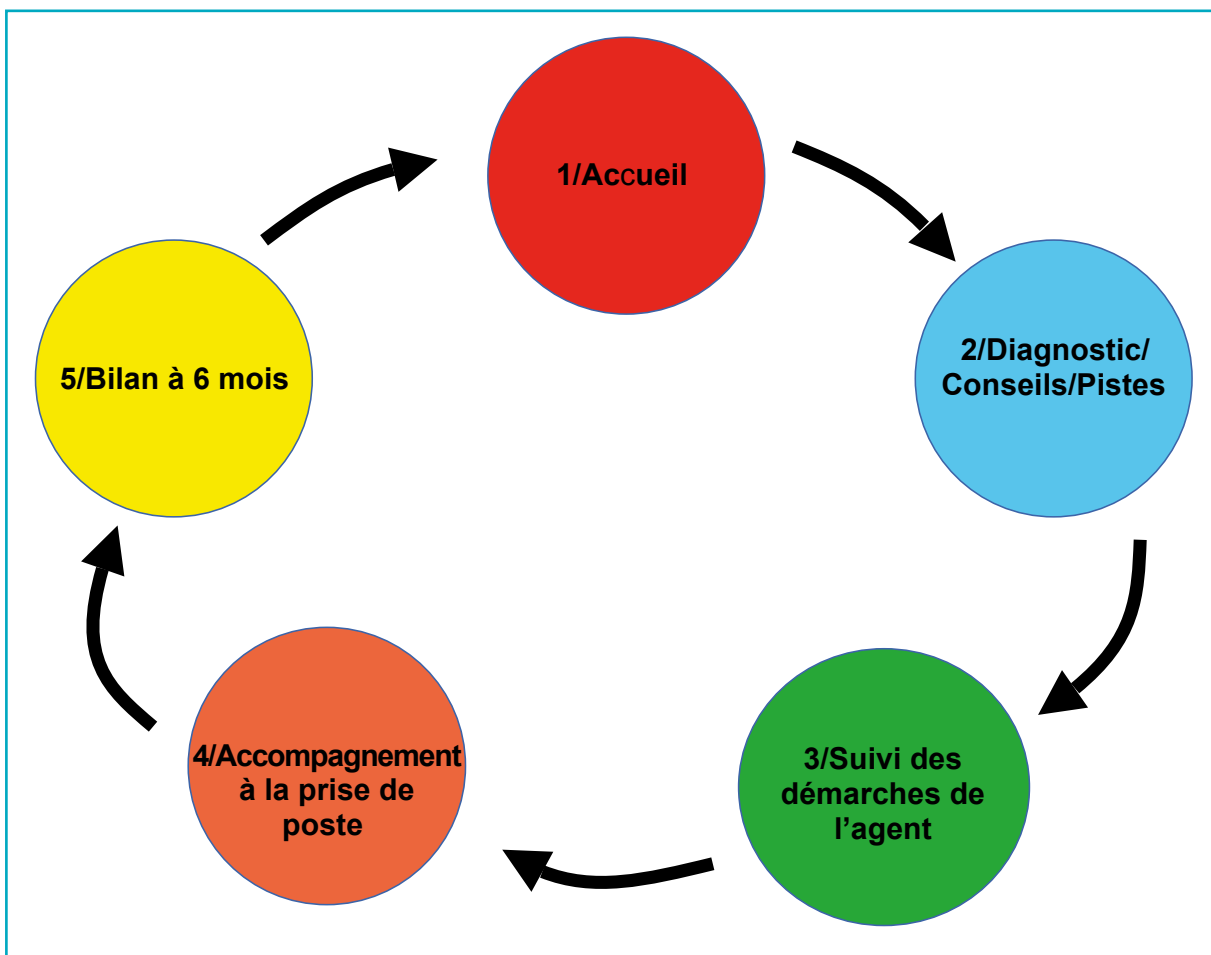 1/Accueil
2/Diagnostic/
Conseils/Pistes
3/Suivi des
démarches de
l’agent
4/Accompagnement
à la prise de
poste
5/Bilan à 6 mois